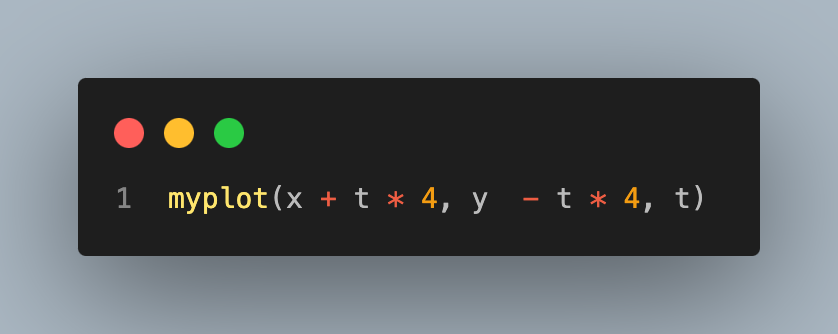 1 myplot(x + t * 4, y  - t * 4, t)